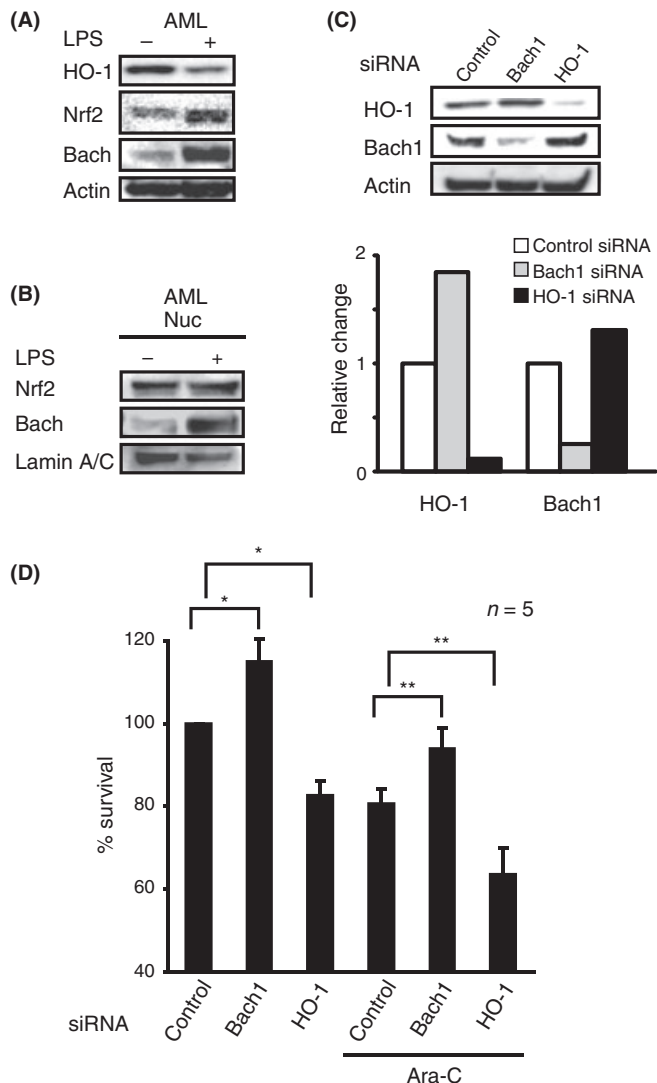 (A)
AML
LPS − +
HO-1
Nrf2
Bach
Actin
(B)
AML
Nuc
LPS − +
Nrf2
Bach
Lamin A/C
(C)
siRNA Control Bach1 HO-1
HO-1
Bach1
Actin
2
1
0
Relative change
Control siRNA
Bach1 siRNA
HO-1 siRNA
HO-1 Bach1
(D)
n = 5
* * ** **
120
100
80
60
40
% survival
siRNA Control Bach1 HO-1 Control Bach1 HO-1
Ara-C